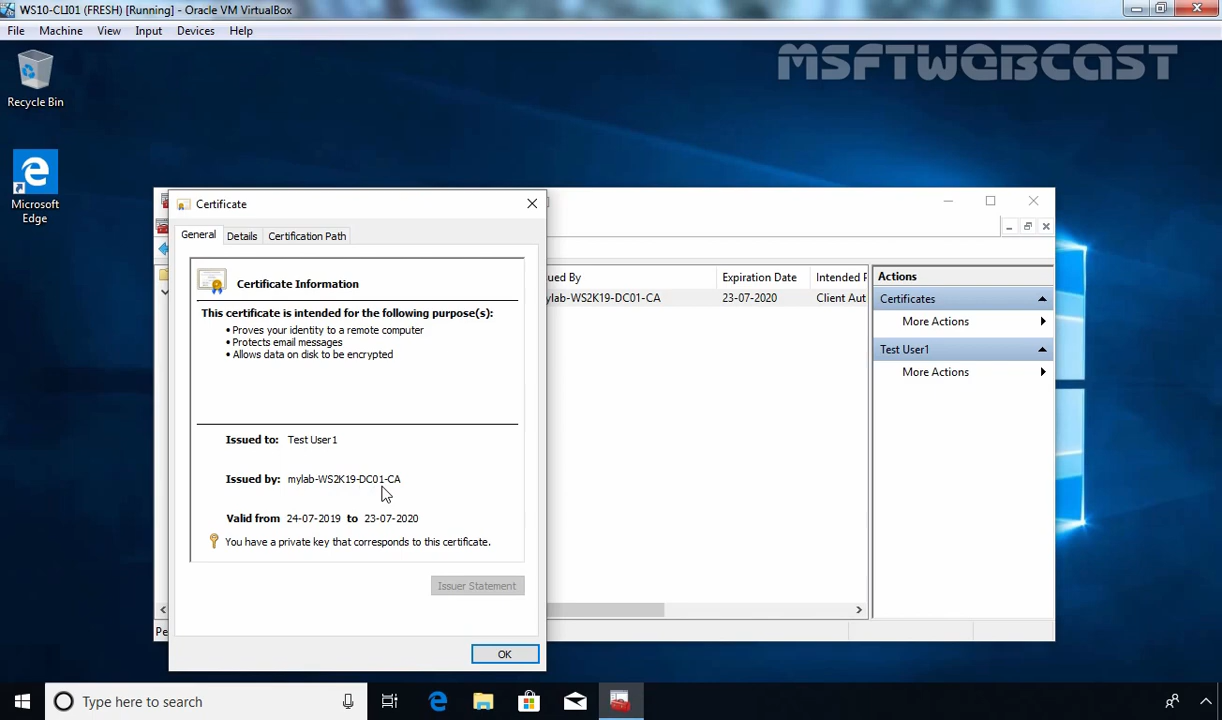 WS10-CLI01 (FRESH) [Running] - Oracle VM VirtualBox
File Machine View Input Devices Help
MSFTWEBCAST
Recycle Bin
Microsoft
Edge
Certificate
General Details Certification Path
Certificate Information
This certificate is intended for the following purpose(s):
• Proves your identity to a remote computer
• Protects email messages
• Allows data on disk to be encrypted
Issued to: Test User1
Issued by: mylab-WS2K19-DC01-CA
Valid from 24-07-2019 to 23-07-2020
You have a private key that corresponds to this certificate.
Issuer Statement
OK
ued By Expiration Date Intended P
ylab-WS2K19-DC01-CA 23-07-2020 Client Aut
Actions
Certificates
More Actions
Test User1
More Actions
Pe
Type here to search